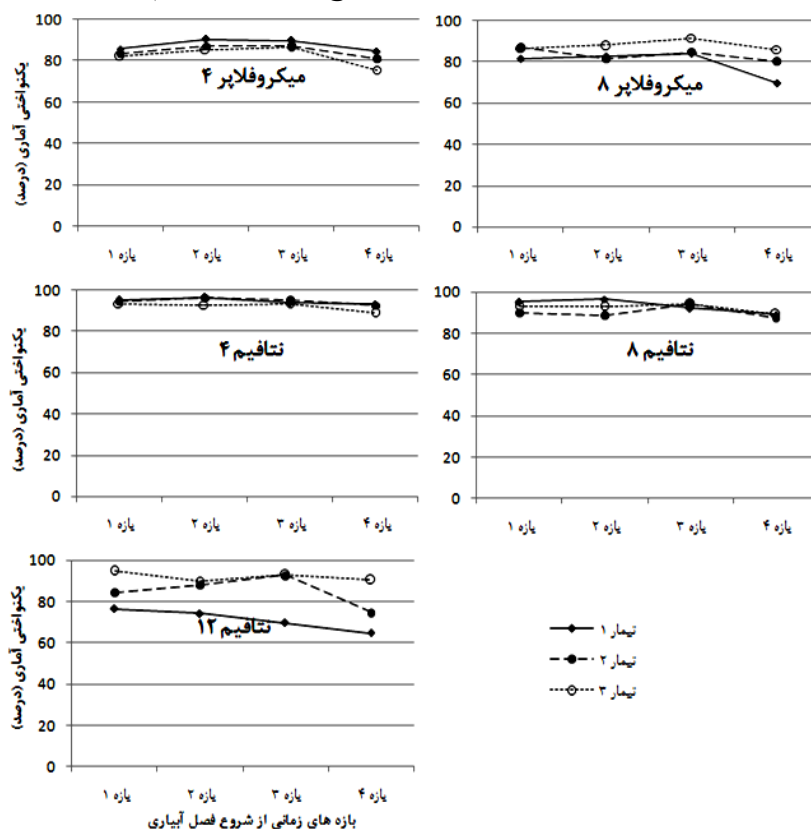 میکروفلاپر ۴
یکنواختی آماری (درصد)
100
80
60
40
20
0
بازه ۱ بازه ۲ بازه ۳ بازه ۴
میکروفلاپر ۸
100
80
60
40
20
0
بازه ۱ بازه ۲ بازه ۳ بازه ۴
نتافیم ۴
یکنواختی آماری (درصد)
100
80
60
40
20
0
بازه ۱ بازه ۲ بازه ۳ بازه ۴
نتافیم ۸
100
80
60
40
20
0
بازه ۱ بازه ۲ بازه ۳ بازه ۴
نتافیم ۱۲
یکنواختی آماری (درصد)
100
80
60
40
20
0
بازه ۱ بازه ۲ بازه ۳ بازه ۴
بازه های زمانی از شروع فصل آبیاری
تیمار ۱
تیمار ۲
تیمار ۳